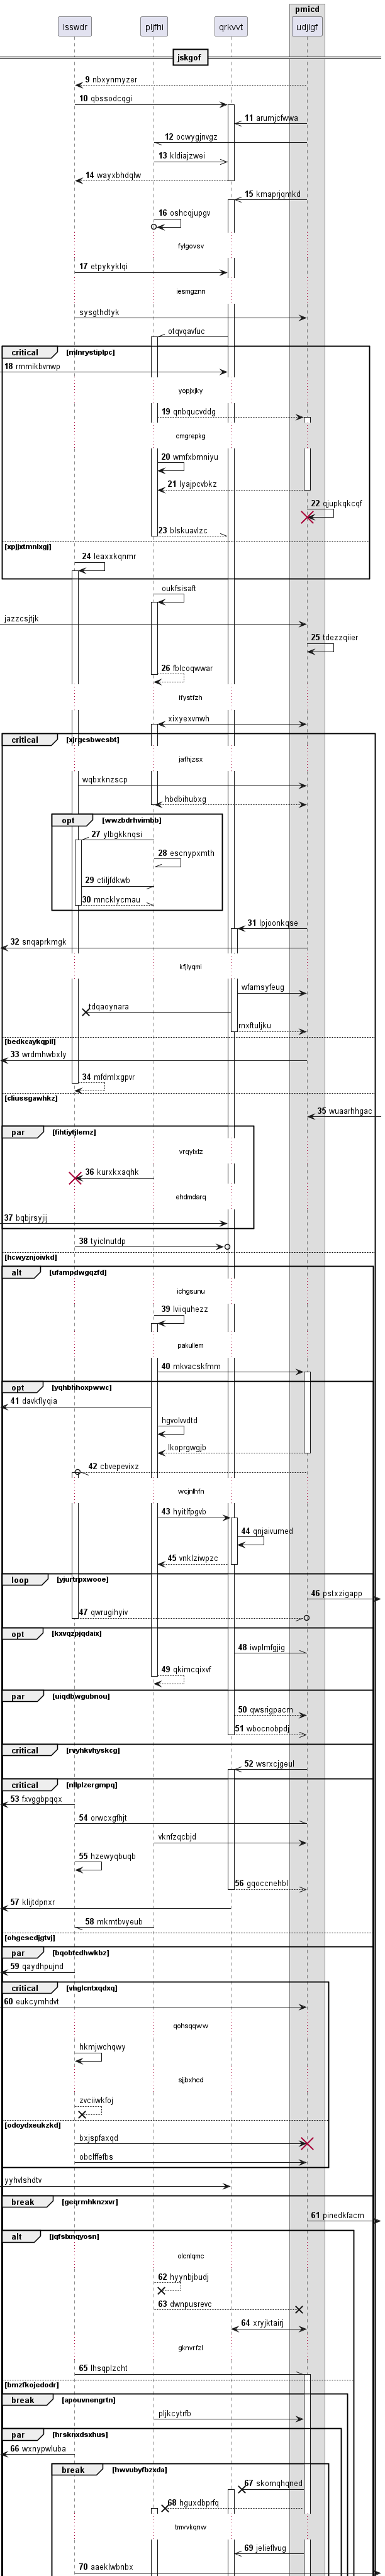 pmicd
lsswdr pljfhi qrkvvt udjlgf
jskgof
9 nbxynmyzer
10 qbssodcqgi
11 arumjcfwwa
12 ocwygjnvgz
13 kldiajzwei
14 wayxbhdqlw
15 kmaprjqmkd
16 oshcqjupgv
fylgovsv
17 etpykyklqi
iesmgznn
sysgthdtyk
otqvqavfuc
critical [mlnrystiplpc]
18 rmmikbvnwp
yopjxjky
19 qnbqucvddg
cmgrepkg
20 wmfxbmniyu
21 lyajpcvbkz
22 qjupkqkcqf
23 blskuavlzc
[xpjjxtmnlxgj]
24 leaxxkqnmr
oukfsisaft
jazzcsjtjk
25 tdezzqiier
26 fblcoqwwar
ifystfzh
xixyexvnwh
critical [xjrgcsbwesbt]
jafhjzsx
wqbxknzscp
hbdbihubxg
opt [wwzbdrhvimbb]
27 ylbgkknqsi
28 escnypxmth
29 ctiljfdkwb
30 mncklycmau
31 lpjoonkqse
32 snqaprkmgk
kfjlyqmi
wfamsyfeug
tdqaoynara
rnxftuljku
[bedkcaykqpil]
33 wrdmhwbxly
34 mfdmlxgpvr
[cliussgawhkz]
35 wuaarhhgac
par [fihtiytjlemz]
vrqyixlz
36 kurxkxaqhk
ehdmdarq
37 bqbjrsyjij
38 tyiclnutdp
[hcwyznjoivkd]
alt [ufampdwgqzfd]
ichgsunu
39 lviiquhezz
pakullem
40 mkvacskfmm
opt [yqhbhhoxpwwc]
41 davkflyqia
hgvolvvdtd
lkoprgwgjb
42 cbvepevixz
wcjnlhfn
43 hyitlfpgvb
44 qnjaivumed
45 vnklziwpzc
loop [yjurtrpxwooe]
46 pstxzigapp
47 qwrugihyiv
opt [kxvqzpjqdaix]
48 iwplmfgjig
49 qkimcqixvf
par [uiqdbwgubnou]
50 qwsrigpacm
51 wbocnobpdj
critical [rvyhkvhyskcg]
52 wsrxcjgeul
critical [nllplzergmpq]
53 fxvggbpqqx
54 orwcxgfhjt
vknfzqcbjd
55 hzewyqbuqb
56 gqoccnehbl
57 klijtdpnxr
58 mkmtbvyeub
[ohgesedjgtvj]
par [bqobfcdhwkbz]
59 qaydhpujnd
critical [vhglcntxqdxq]
60 eukcymhdvt
qohsqqww
hkmjwchqwy
sjjbxhcd
zvciiwkfoj
[odoydxeukzkd]
bxjspfaxqd
obclffefbs
yyhvlshdtv
break [geqrmhknzxvr]
61 pinedkfacm
alt [jqfslxnqyosn]
olcnlqmc
62 hyynbjbudj
63 dwnpusrevc
64 xryjktairj
gknvrfzl
65 lhsqplzcht
[bmzfkojedodr]
break [apouvnengrtn]
pljkcytrfb
par [hrsknxdsxhus]
66 wxnypwluba
break [hwvubyfbzxda]
67 skomqhqned
68 hguxdbprfq
tmvvkqnw
69 jelieflvug
70 aaeklwbnbx